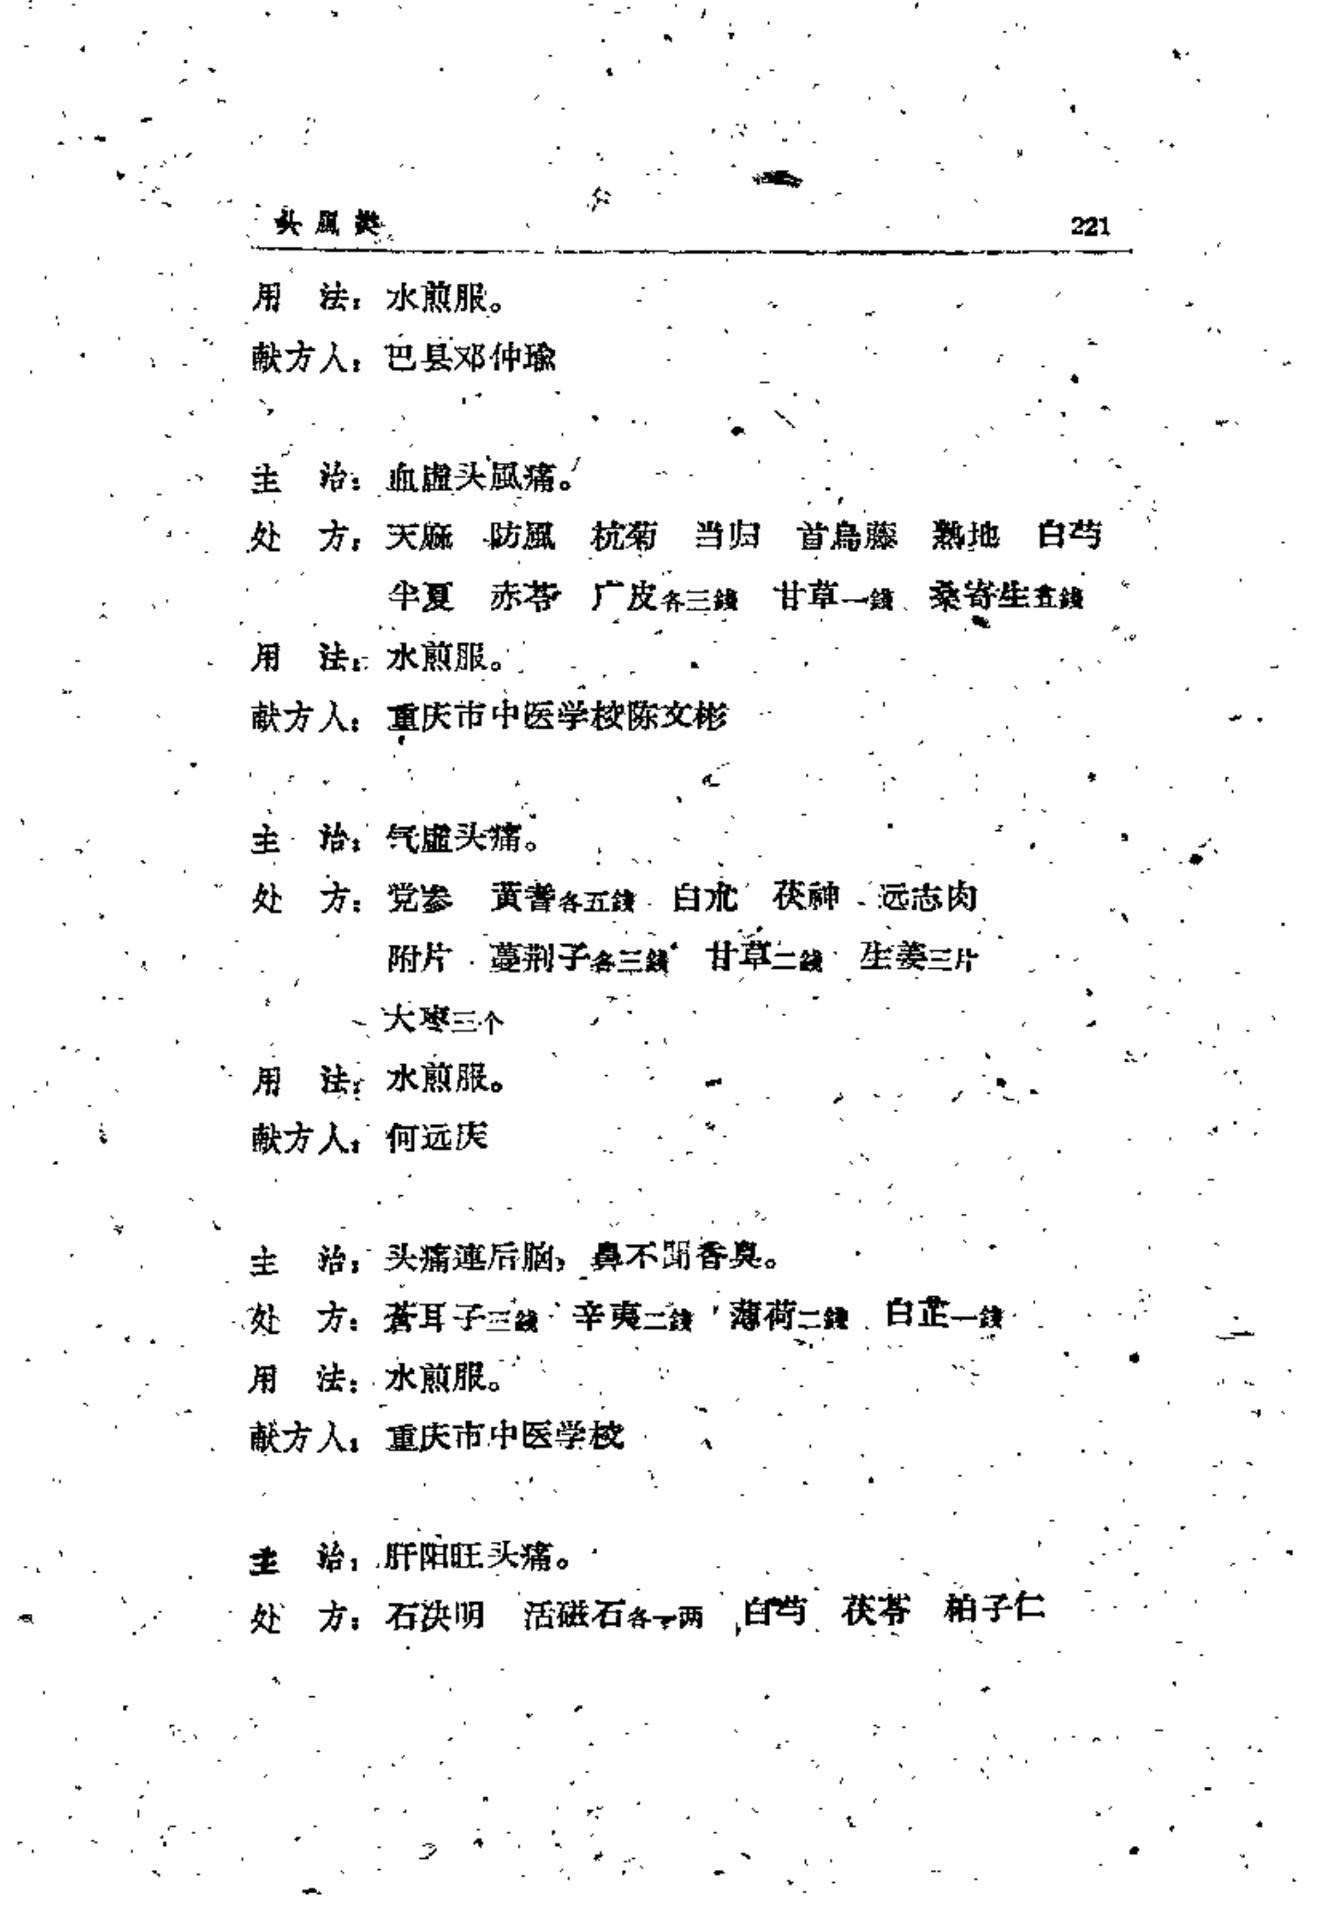 头風类 221
用　法：水煎服。
献方人：巴县邓仲瑜
主　治：血虚头風痛。
处　方：天麻　防風　杭菊　当归　首烏藤　熟地　白芍
半夏　赤苓　广皮各三錢　甘草一錢　桑寄生五錢
用　法：水煎服。
献方人：重庆市中医学校陈文彬
主　治：气虚头痛。
处　方：党参　黃耆各五錢　白朮　茯神　远志肉
附片　蔓荆子各三錢　甘草二錢　生姜三片
大枣三个
用　法：水煎服。
献方人：何远庆
主　治：头痛連后脑，鼻不聞香臭。
处　方：蒼耳子三錢　辛夷二錢　薄荷二錢　白芷一錢
用　法：水煎服。
献方人：重庆市中医学校
主　治：肝阳旺头痛。
处　方：石决明　活磁石各一两　白芍　茯苓　柏子仁